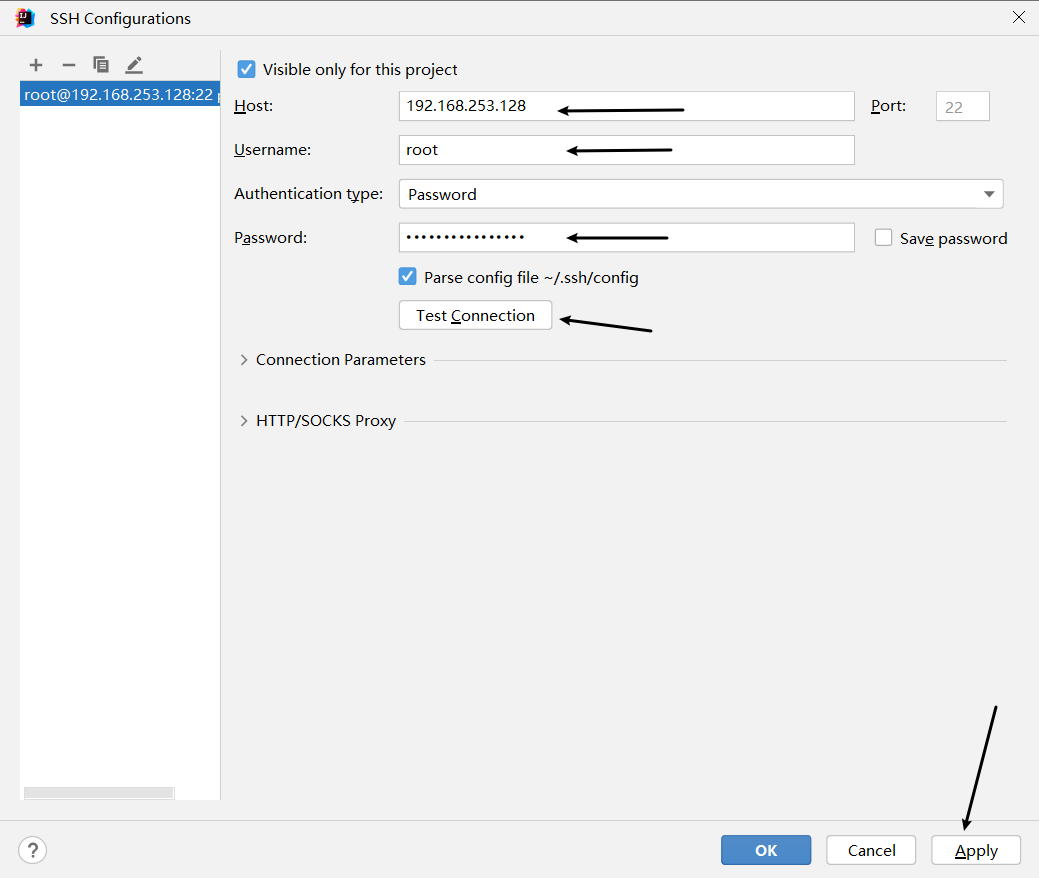 SSH Configurations
root@192.168.253.128:22
Visible only for this project
Host: 192.168.253.128 Port: 22
Username: root
Authentication type: Password
Password: •••••••••••••••• Save password
Parse config file ~/.ssh/config
Test Connection
Connection Parameters
HTTP/SOCKS Proxy
? OK Cancel Apply